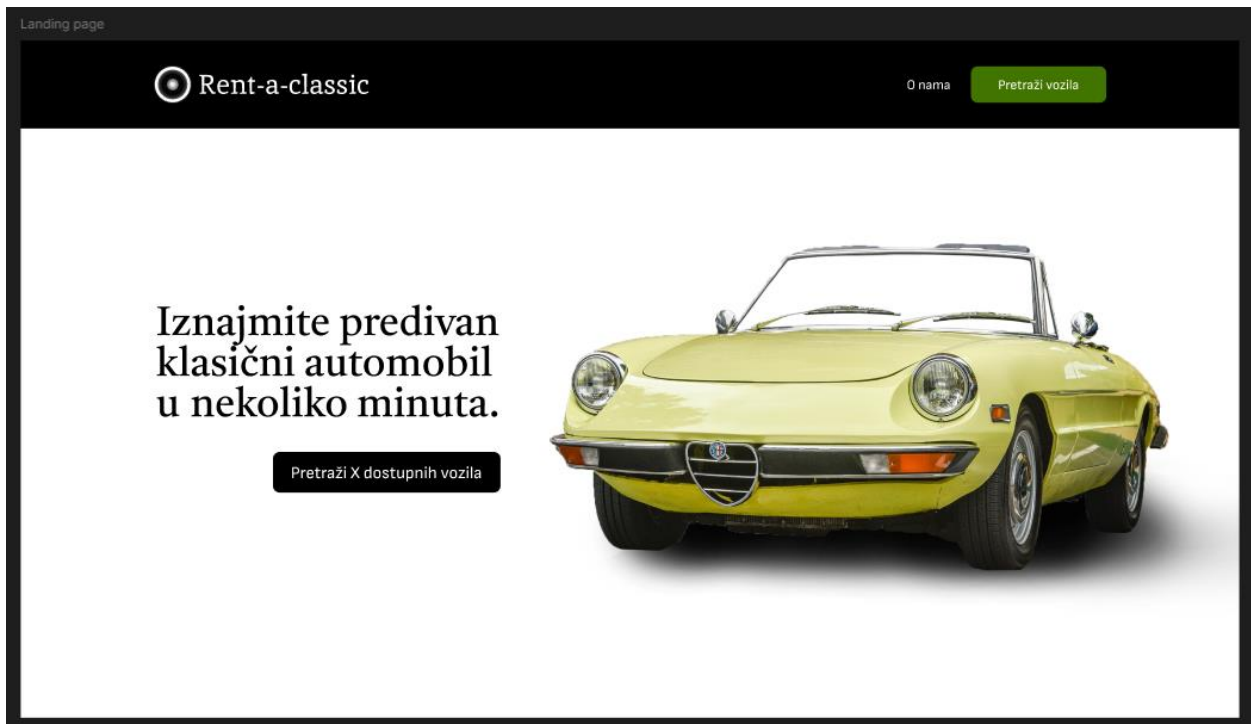 Landing page
Rent-a-classic
O nama
Pretraži vozila
Iznajmite predivan
klasični automobil
u nekoliko minuta.
Pretraži X dostupnih vozila